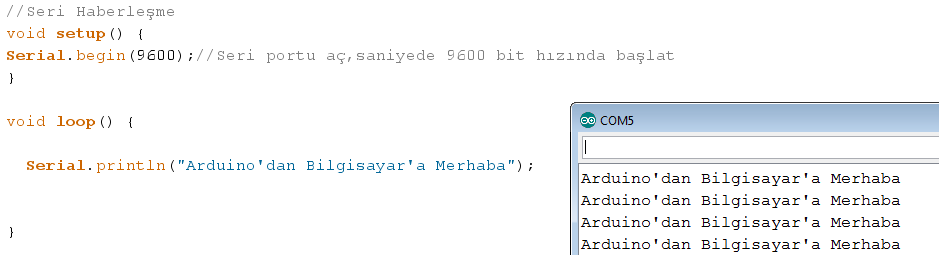 //Seri Haberleşme
void setup() {
Serial.begin(9600);//Seri portu aç,saniyede 9600 bit hızında başlat
}
void loop() {
Serial.println("Arduino'dan Bilgisayar'a Merhaba");
}
COM5
Arduino'dan Bilgisayar'a Merhaba
Arduino'dan Bilgisayar'a Merhaba
Arduino'dan Bilgisayar'a Merhaba
Arduino'dan Bilgisayar'a Merhaba